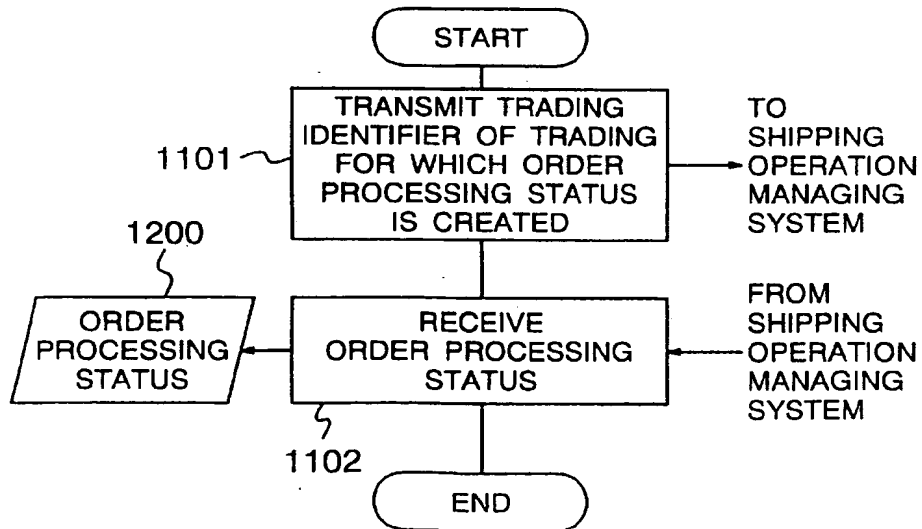 START
TRANSMIT TRADING
IDENTIFIER OF TRADING
FOR WHICH ORDER
PROCESSING STATUS
IS CREATED
1101
TO
SHIPPING
OPERATION
MANAGING
SYSTEM
1200
ORDER
PROCESSING
STATUS
RECEIVE
ORDER PROCESSING
STATUS
FROM
SHIPPING
OPERATION
MANAGING
SYSTEM
1102
END